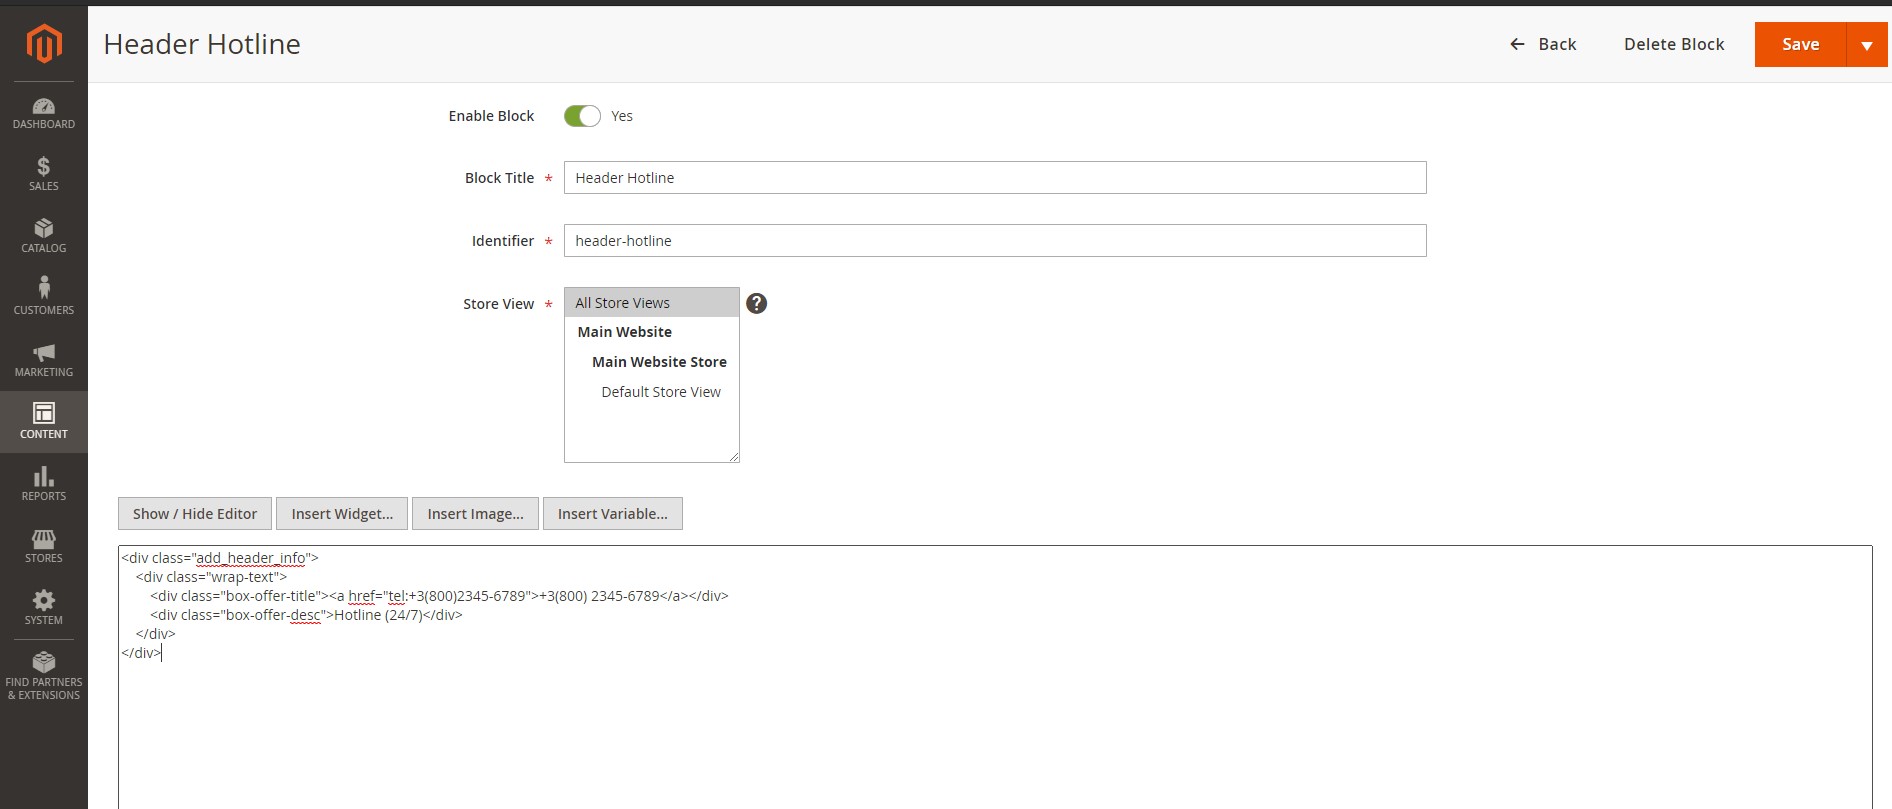 Header Hotline
Back
Delete Block
Save
DASHBOARD
SALES
CATALOG
CUSTOMERS
MARKETING
CONTENT
REPORTS
STORES
SYSTEM
FIND PARTNERS
& EXTENSIONS
Enable Block Yes
Block Title * Header Hotline
Identifier * header-hotline
Store View * All Store Views ?
Main Website
Main Website Store
Default Store View
Show / Hide Editor
Insert Widget...
Insert Image...
Insert Variable...
<div class="add_header_info">
<div class="wrap-text">
<div class="box-offer-title"><a href="tel:+3(800)2345-6789">+3(800) 2345-6789</a></div>
<div class="box-offer-desc">Hotline (24/7)</div>
</div>
</div>